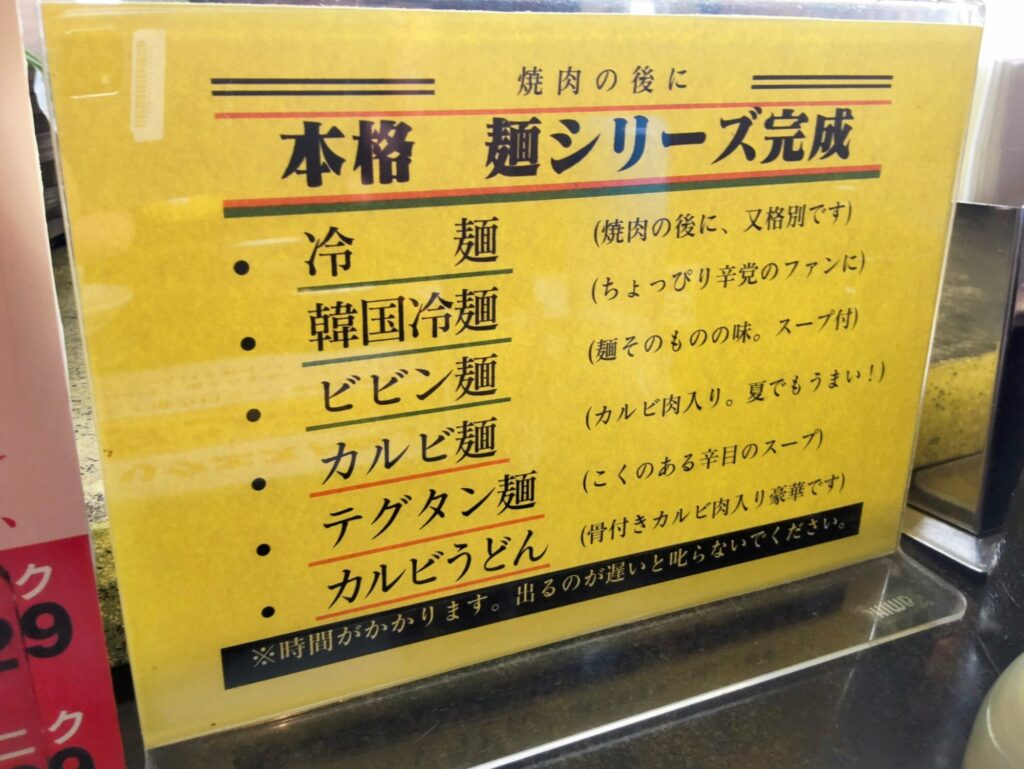 焼肉の後に
本格 麺シリーズ完成
・冷麺 (焼肉の後に、又格別です)
・韓国冷麺 (ちょっぴり辛党のファンに)
・ビビン麺 (麺そのものの味。スープ付)
・カルビ麺 (カルビ肉入り。夏でもうまい!)
・テグタン麺 (こくのある辛目のスープ)
・カルビうどん (骨付きカルビ肉入り豪華です)
※時間がかかります。出るのが遅いと叱らないでください。
ク
29
ニク